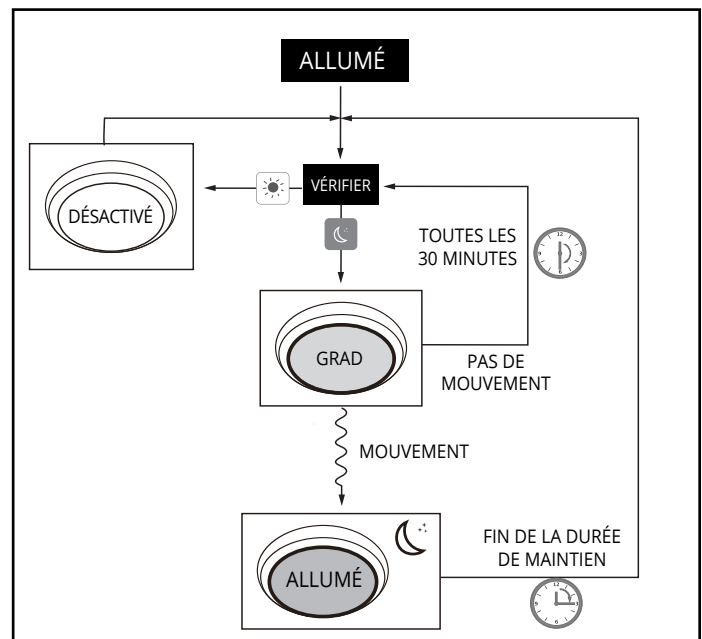 ALLUMÉ
VÉRIFIER
DÉSACTIVÉ
TOUTES LES
30 MINUTES
GRAD
PAS DE
MOUVEMENT
MOUVEMENT
ALLUMÉ
FIN DE LA DURÉE
DE MAINTIEN